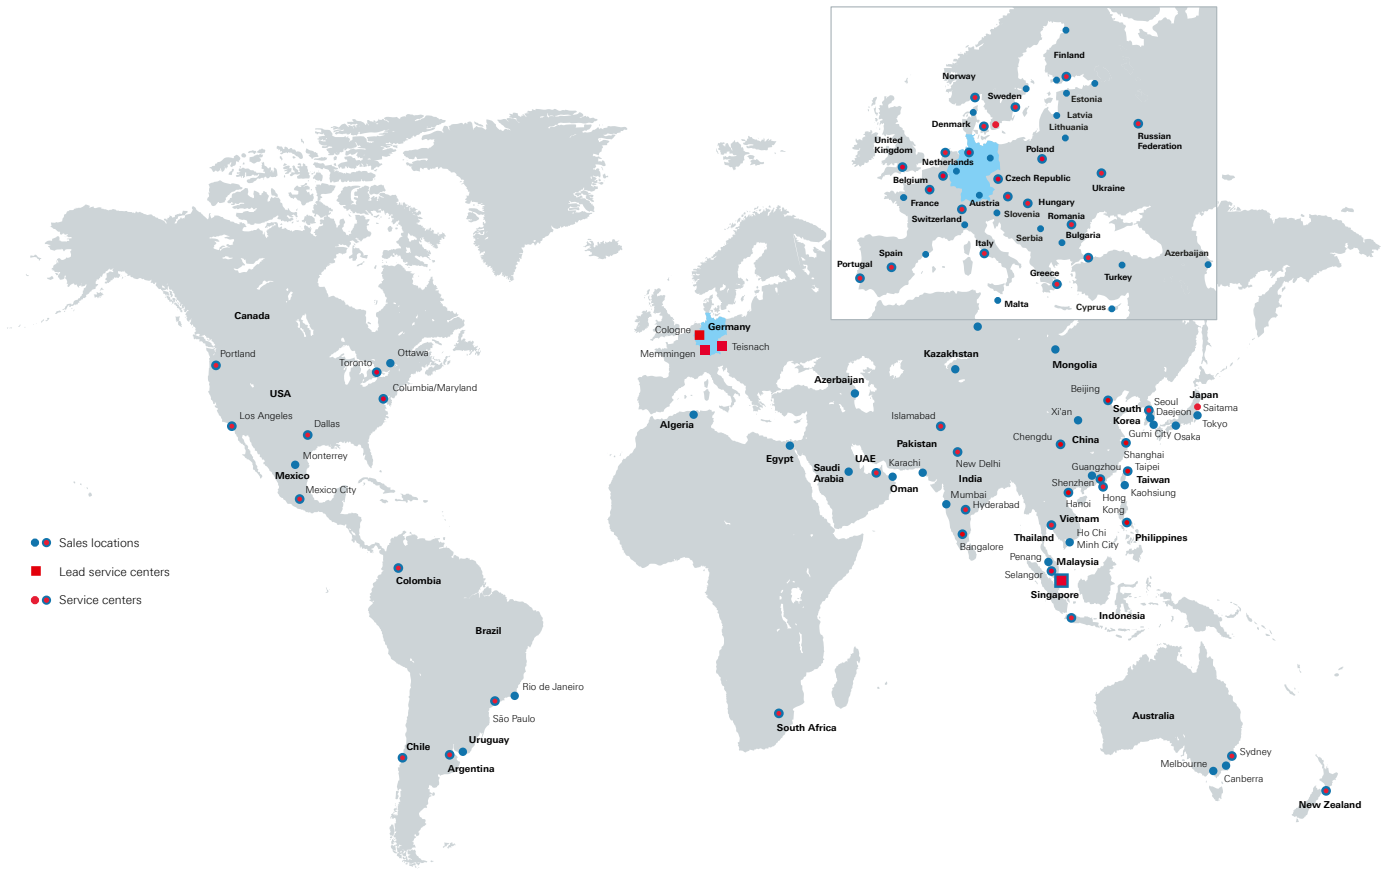 Finland
Norway
Sweden
Estonia
Denmark
Latvia
Lithuania
United
Kingdom
Russian
Federation
Poland
Netherlands
Belgium
Czech Republic
Ukraine
France
Austria
Hungary
Switzerland
Slovenia
Romania
Serbia
Bulgaria
Italy
Spain
Azerbaijan
Portugal
Greece
Turkey
Malta
Cyprus
Canada
Portland
Toronto
Ottawa
USA
Columbia/Maryland
Los Angeles
Dallas
Monterrey
Mexico
Mexico City
Cologne
Germany
Memmingen
Teisnach
Kazakhstan
Mongolia
Azerbaijan
Algeria
Egypt
Islamabad
Pakistan
Beijing
Xi'an
South
Korea
Seoul
Daejeon
Gumi City
Japan
Saitama
Tokyo
Osaka
Chengdu
China
Shanghai
Saudi
Arabia
UAE
Karachi
Oman
New Delhi
India
Mumbai
Hyderabad
Bangalore
Guangzhou
Shenzhen
Taipei
Taiwan
Kaohsiung
Hong
Kong
Hanoi
Vietnam
Thailand
Ho Chi
Minh City
Philippines
Penang
Malaysia
Selangor
Singapore
Indonesia
Sales locations
Lead service centers
Service centers
Colombia
Brazil
Rio de Janeiro
São Paulo
Chile
Uruguay
Argentina
South Africa
Australia
Sydney
Melbourne
Canberra
New Zealand